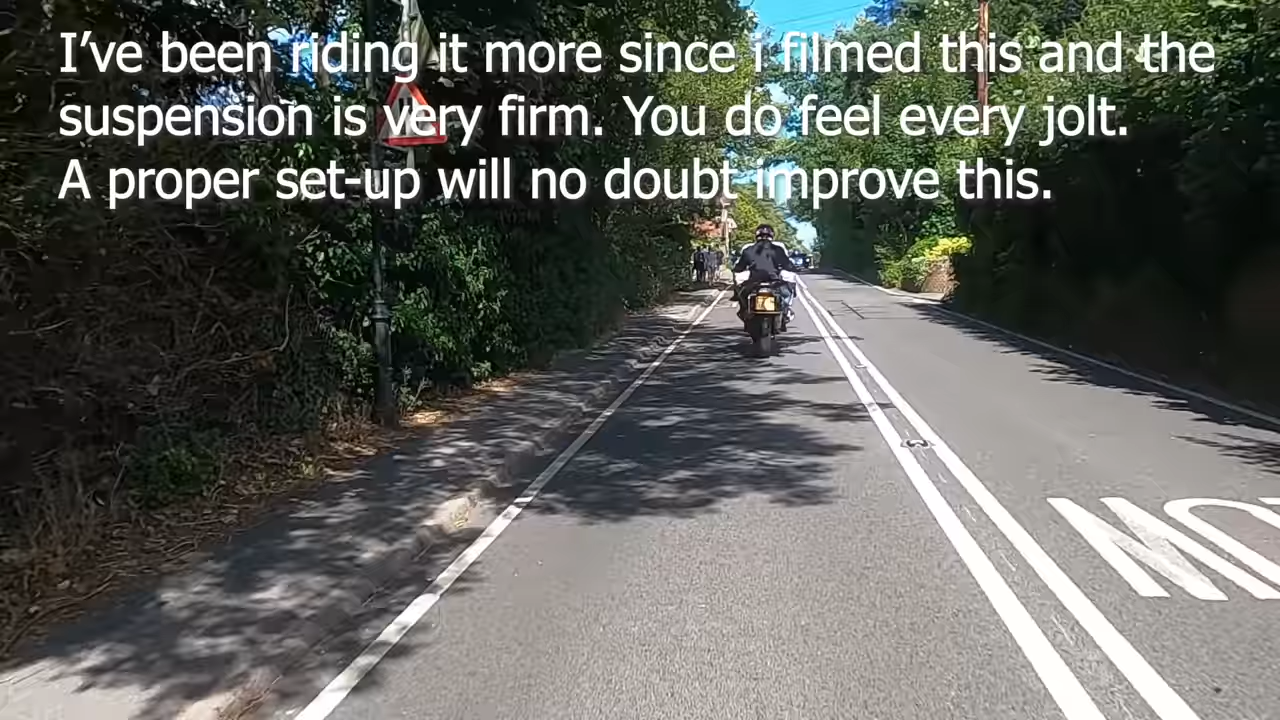 I’ve been riding it more since i filmed this and the
suspension is very firm. You do feel every jolt.
A proper set-up will no doubt improve this.